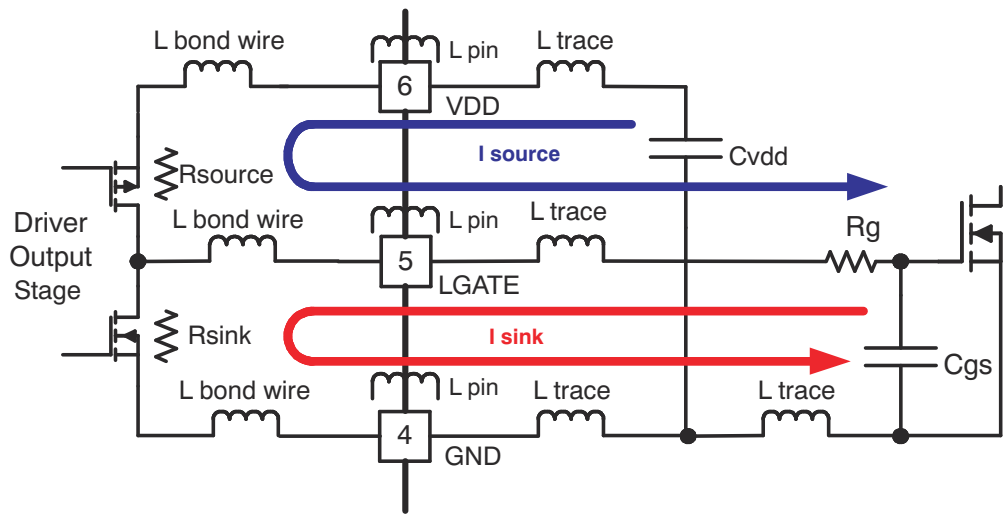 L bond wire
L pin
L trace
6
VDD
I source
Cvdd
Rsource
L bond wire
L pin
L trace
Rg
Driver
Output
Stage
5
LGATE
Rsink
I sink
Cgs
L bond wire
L pin
L trace
L trace
4
GND